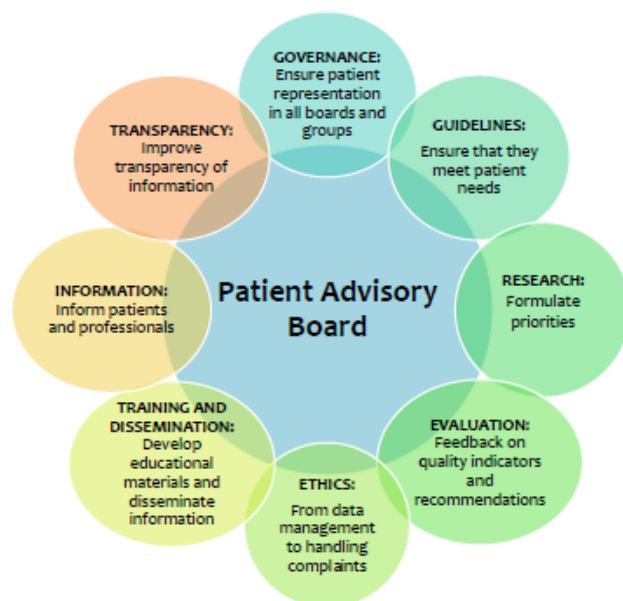 GOVERNANCE:
Ensure patient
representation
in all boards and
groups
GUIDELINES:
Ensure that they
meet patient
needs
RESEARCH:
Formulate
priorities
EVALUATION:
Feedback on
quality indicators
and
recommendations
ETHICS:
From data
management
to handling
complaints
TRAINING AND
DISSEMINATION:
Develop
educational
materials and
disseminate
information
INFORMATION:
Inform patients
and professionals
TRANSPARENCY:
Improve
transparency of
information
Patient Advisory
Board